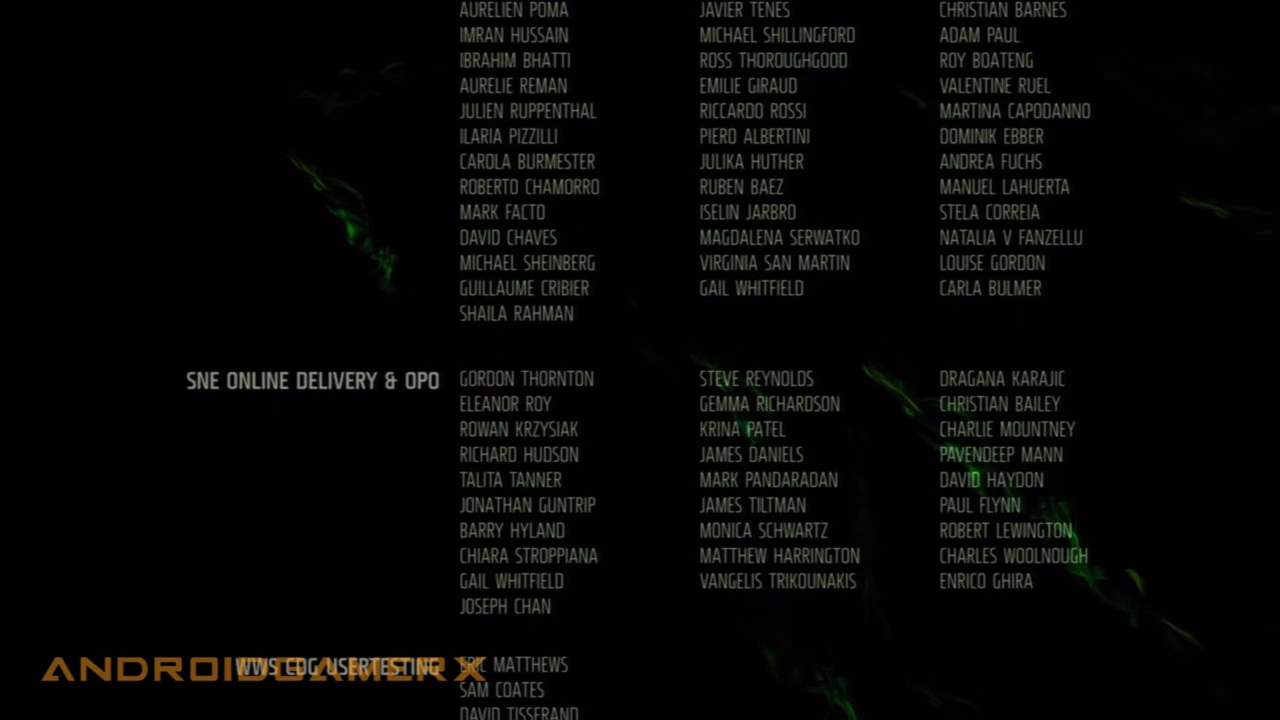 AURELIEN POMA JAVIER TENES CHRISTIAN BARNES
IMRAN HUSSAIN MICHAEL SHILLINGFORD ADAM PAUL
IBRAHIM BHATTI ROSS THOROUGHGOOD ROY BOATENG
AURELIE REMAN EMILIE GIRAUD VALENTINE RUEL
JULIEN RUPPENTHAL RICCARDO ROSSI MARTINA CAPODANNO
ILARIA PIZZILLI PIERO ALBERTINI DOMINIK EBBER
CAROLA BURMESTER JULIKA HUTHER ANDREA FUCHS
ROBERTO CHAMORRO RUBEN BAEZ MANUEL LAHUERTA
MARK FACTO ISELIN JARBRO STELA CORREIA
DAVID CHAVES MAGDALENA SERWATKO NATALIA V FANZELLU
MICHAEL SHEINBERG VIRGINIA SAN MARTIN LOUISE GORDON
GUILLAUME CRIBIER GAIL WHITFIELD CARLA BULMER
SHAILA RAHMAN
SNE ONLINE DELIVERY & OPO GORDON THORNTON STEVE REYNOLDS DRAGANA KARAJIC
ELEANOR ROY GEMMA RICHARDSON CHRISTIAN BAILEY
ROWAN KRZYSIAK KRINA PATEL CHARLIE MOUNTNEY
RICHARD HUDSON JAMES DANIELS PAVENDEEP MANN
TALITA TANNER MARK PANDARAOAN DAVID HAYDON
JONATHAN GUNTRIP JAMES TILTMAN PAUL FLYNN
BARRY HYLAND MONICA SCHWARTZ ROBERT LEWINGTON
CHIARA STROPPIANA MATTHEW HARRINGTON CHARLES WOOLNOUGH
GAIL WHITFIELD VANGELIS TRIKOUNAKIS ENRICO GHIRA
JOSEPH CHAN
WWS CDG USERTESTING ERIC MATTHEWS
ANDROIDGAMERX
SAM COATES
DAVID TISSERAND